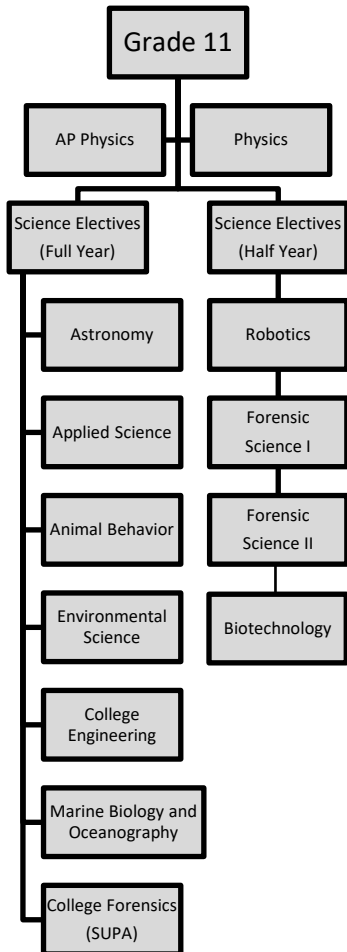 Grade 11
AP Physics
Physics
Science Electives
(Full Year)
Science Electives
(Half Year)
Astronomy
Robotics
Applied Science
Forensic
Science I
Animal Behavior
Forensic
Science II
Environmental
Science
Biotechnology
College
Engineering
Marine Biology and
Oceanography
College Forensics
(SUPA)